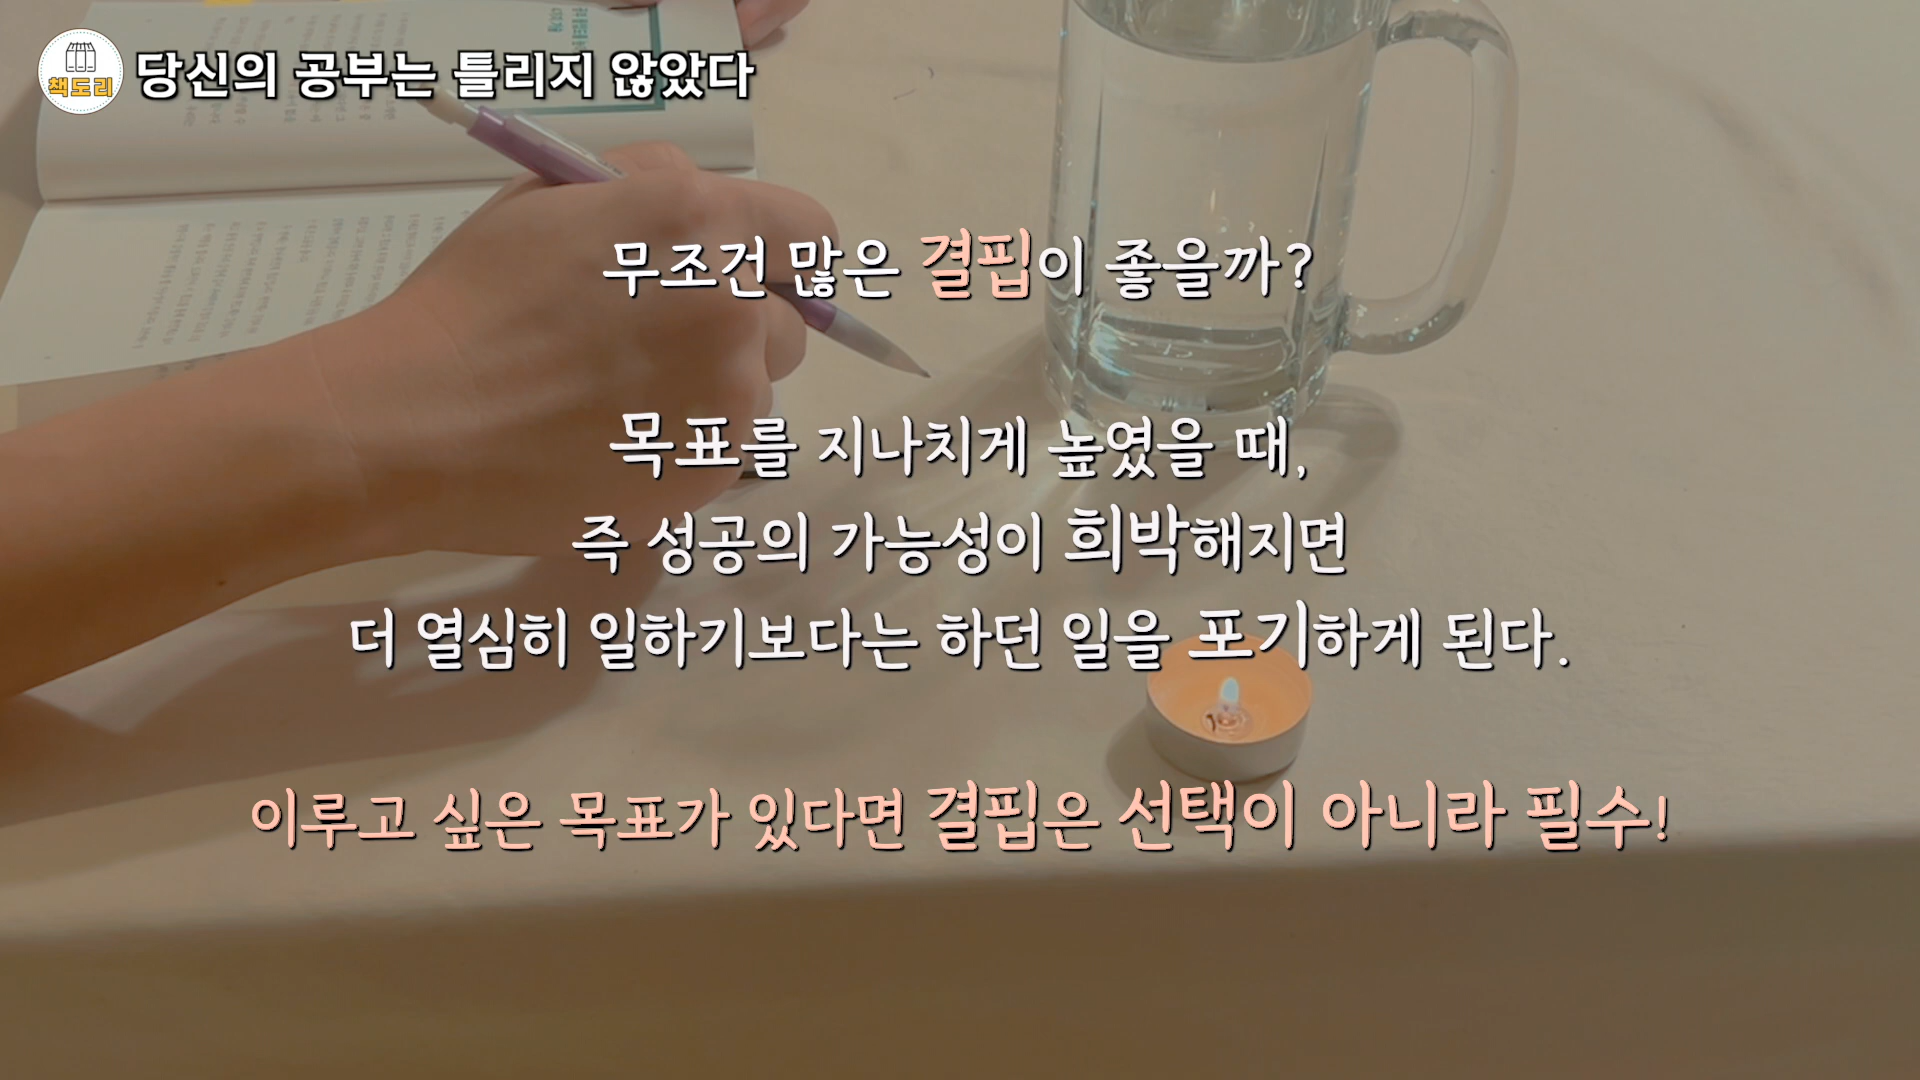 책도리
당신의 공부는 틀리지 않았다
무조건 많은 결핍이 좋을까?
목표를 지나치게 높였을 때,
즉 성공의 가능성이 희박해지면
더 열심히 일하기보다는 하던 일을 포기하게 된다.
이루고 싶은 목표가 있다면 결핍은 선택이 아니라 필수!